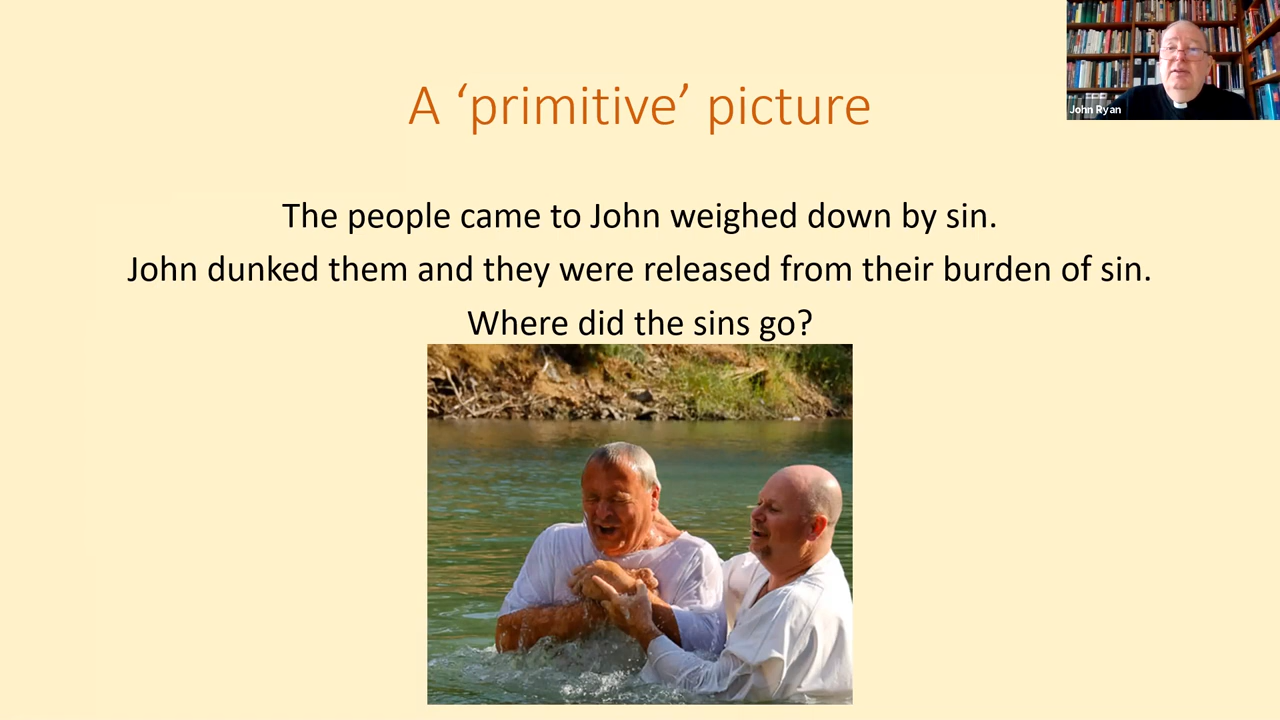 A ‘primitive’ picture
John Ryan
The people came to John weighed down by sin.
John dunked them and they were released from their burden of sin.
Where did the sins go?